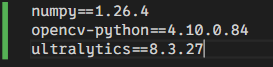 numpy==1.26.4
opencv-python==4.10.0.84
ultralytics==8.3.27